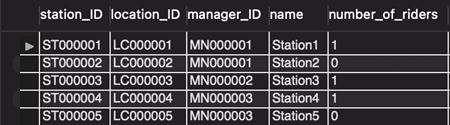 station_ID location_ID manager_ID name number_of_riders
ST000001 LC000001 MN000001 Station1 1
ST000002 LC000002 MN000001 Station2 0
ST000003 LC000003 MN000002 Station3 1
ST000004 LC000004 MN000003 Station4 1
ST000005 LC000005 MN000003 Station5 0